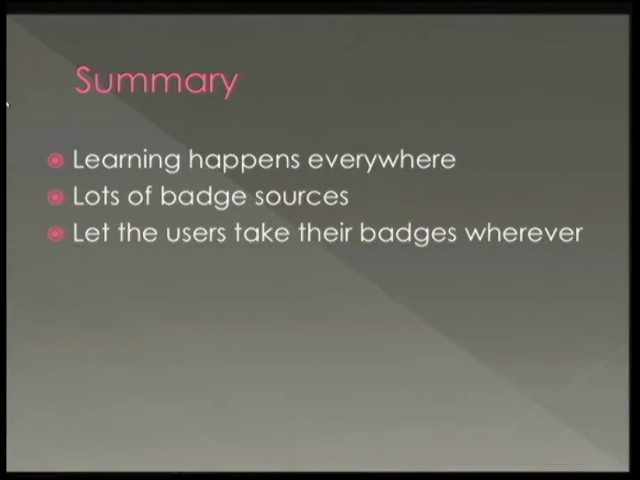 Summary
Learning happens everywhere
Lots of badge sources
Let the users take their badges wherever